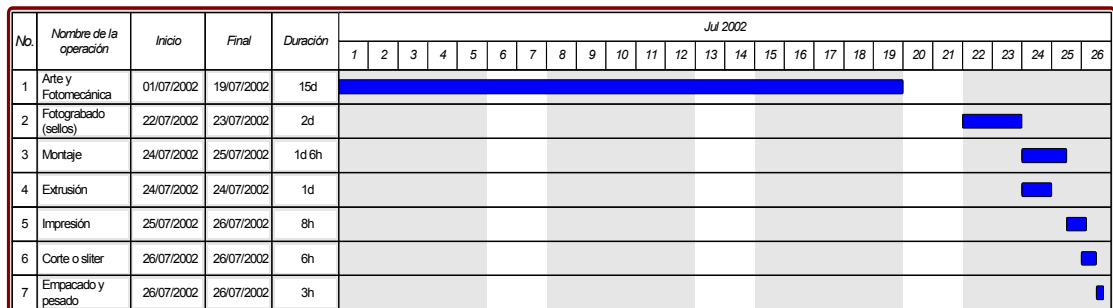 No. Nombre de la operación Inicio Final Duración Jul 2002
1 2 3 4 5 6 7 8 9 10 11 12 13 14 15 16 17 18 19 20 21 22 23 24 25 26
1 Arte y Fotomecánica 01/07/2002 19/07/2002 15d
2 Fotograbado (sellos) 22/07/2002 23/07/2002 2d
3 Montaje 24/07/2002 25/07/2002 1d 6h
4 Extrusión 24/07/2002 24/07/2002 1d
5 Impresión 25/07/2002 26/07/2002 8h
6 Corte o sliter 26/07/2002 26/07/2002 6h
7 Empacado y pesado 26/07/2002 26/07/2002 3h